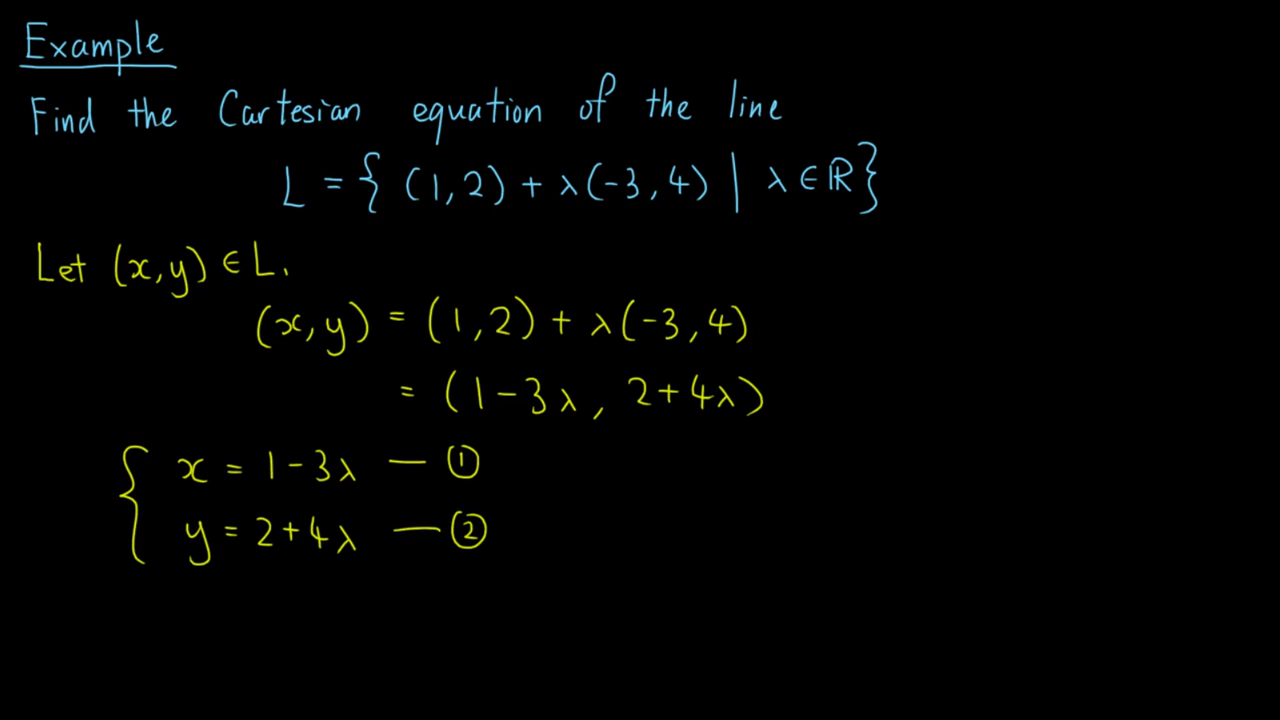 Example
Find the Cartesian equation of the line
L = { (1,2) + λ(-3,4) | λ∈ℝ}
Let (x,y) ∈ L.
(x,y) = (1,2) + λ(-3,4)
= (1-3λ, 2+4λ)
{ x = 1-3λ — ①
y = 2+4λ — ②